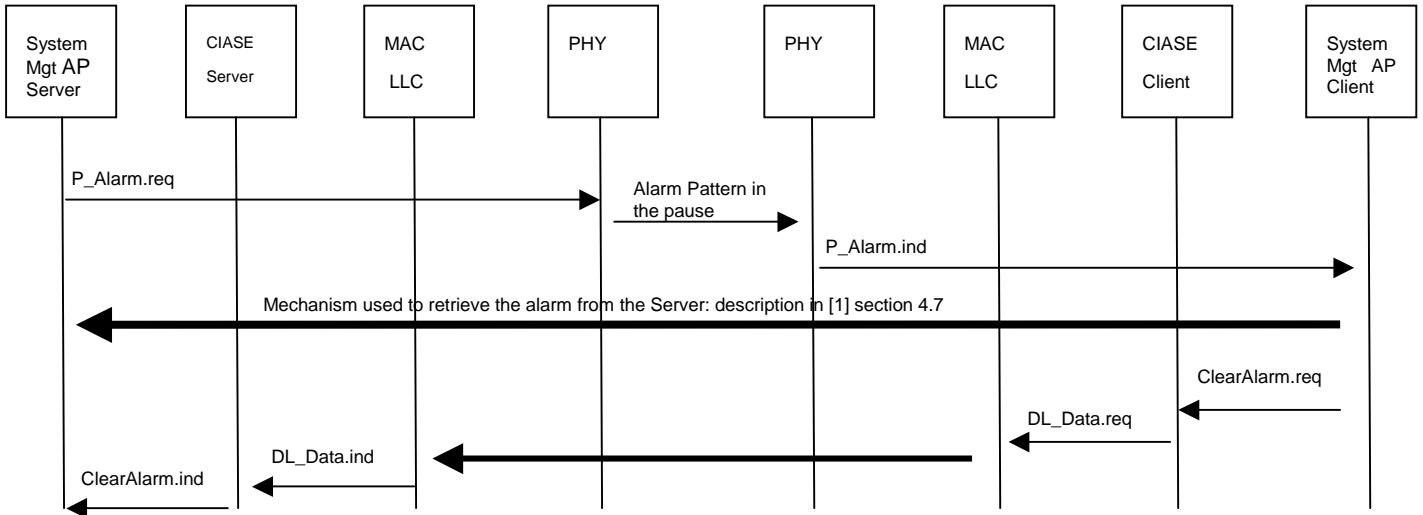 System
Mgt AP
Server
CIASE
Server
MAC
LLC
PHY
PHY
MAC
LLC
CIASE
Client
System
Mgt AP
Client
P_Alarm.req
Alarm Pattern in
the pause
P_Alarm.ind
Mechanism used to retrieve the alarm from the Server: description in [1] section 4.7
ClearAlarm.req
DL_Data.req
DL_Data.ind
ClearAlarm.ind